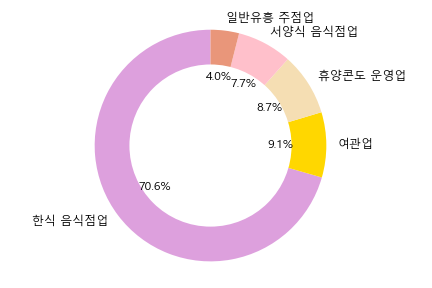 일반유흥 주점업
서양식 음식점업
휴양콘도 운영업
여관업
한식 음식점업
4.0%
7.7%
8.7%
9.1%
70.6%